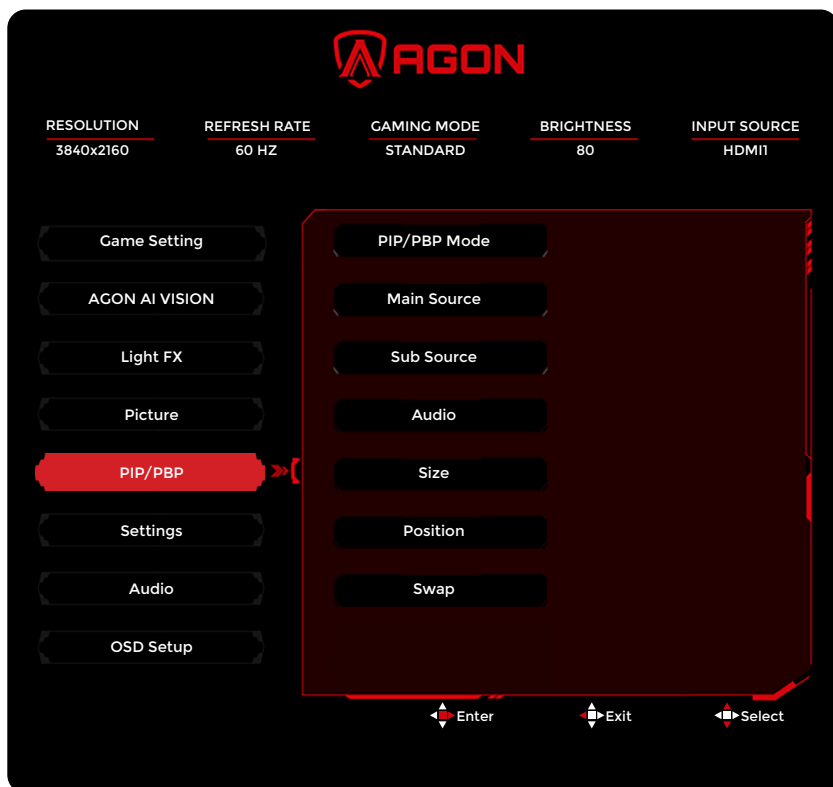 AGON
RESOLUTION REFRESH RATE GAMING MODE BRIGHTNESS INPUT SOURCE
3840x2160 60 HZ STANDARD 80 HDMI1
Game Setting PIP/PBP Mode
AGON AI VISION Main Source
Light FX Sub Source
Picture Audio
PIP/PBP Size
Settings Position
Audio Swap
OSD Setup
Enter Exit Select